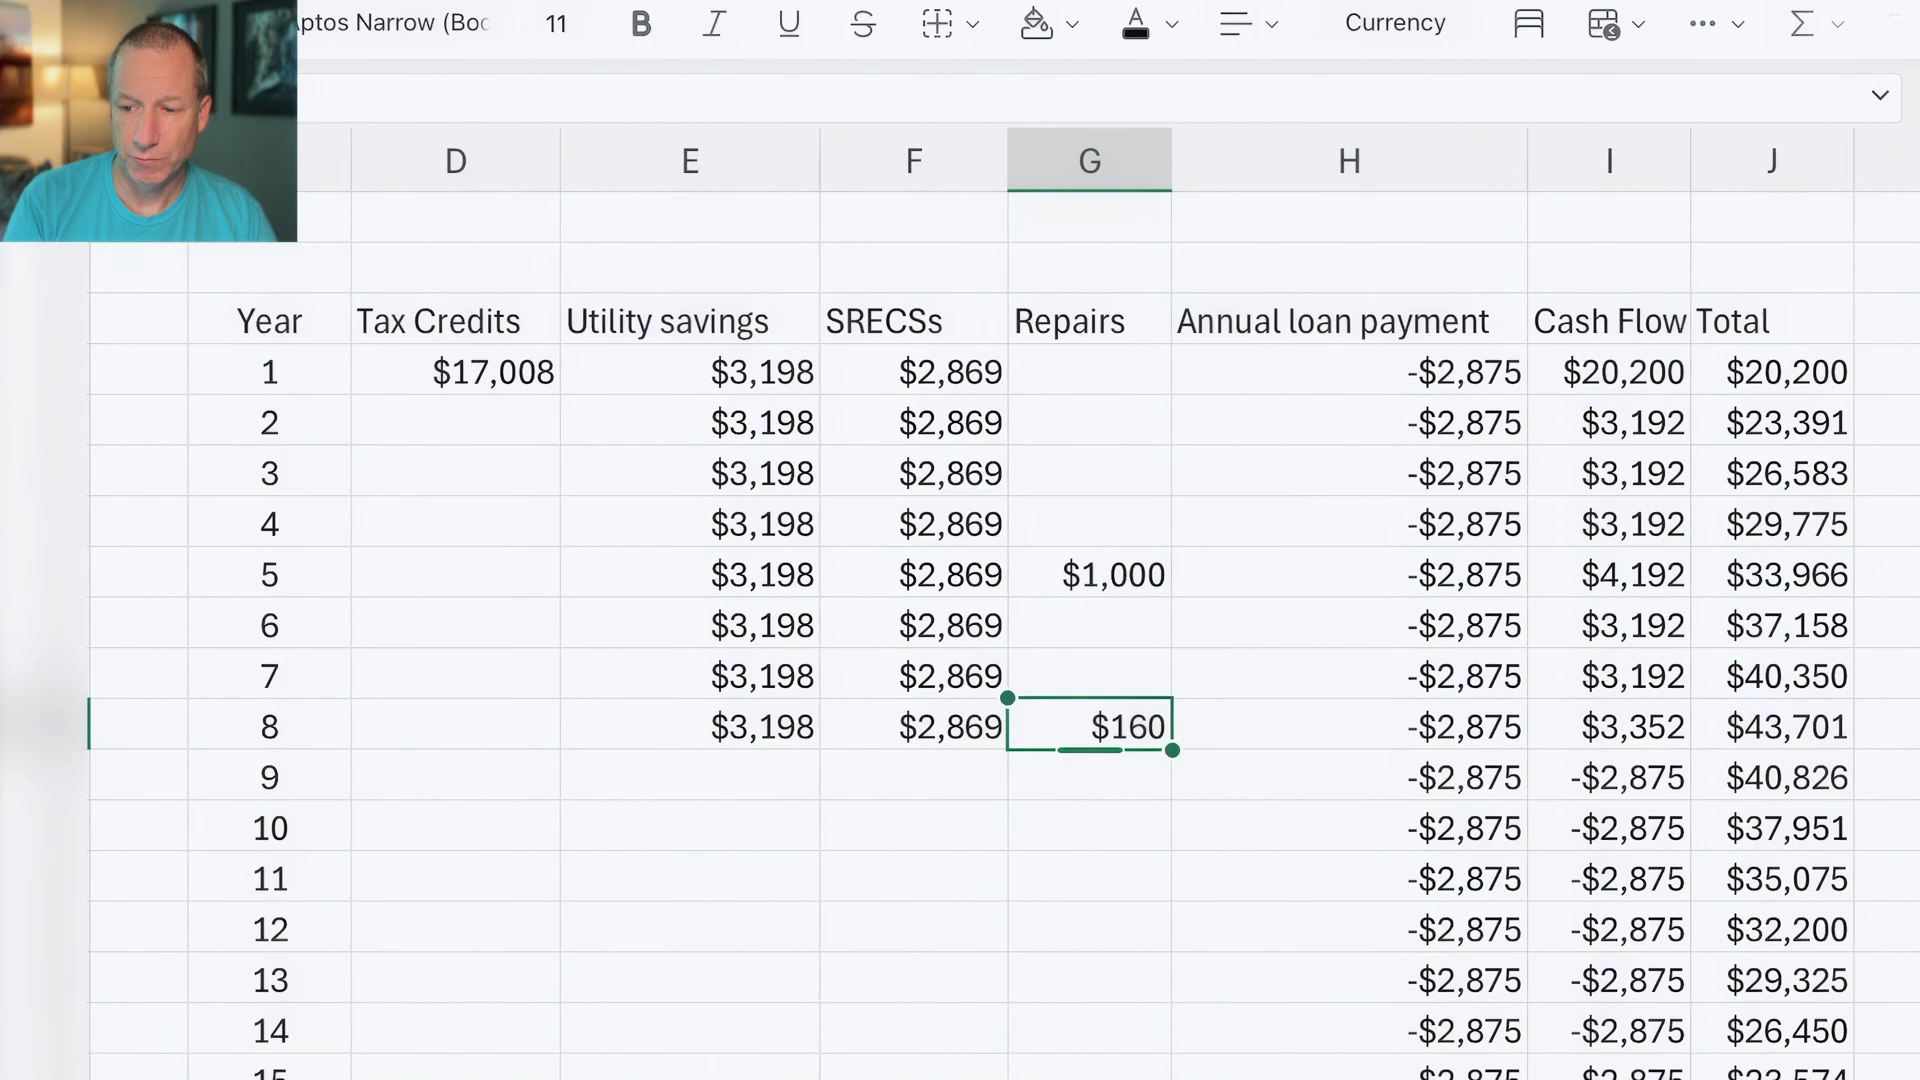 Aptos Narrow (Boc 11 B I U S A Currency Σ
D E F G H I J
Year Tax Credits Utility savings SRECSs Repairs Annual loan payment Cash Flow Total
1 $17,008 $3,198 $2,869 -$2,875 $20,200 $20,200
2 $3,198 $2,869 -$2,875 $3,192 $23,391
3 $3,198 $2,869 -$2,875 $3,192 $26,583
4 $3,198 $2,869 -$2,875 $3,192 $29,775
5 $3,198 $2,869 $1,000 -$2,875 $4,192 $33,966
6 $3,198 $2,869 -$2,875 $3,192 $37,158
7 $3,198 $2,869 -$2,875 $3,192 $40,350
8 $3,198 $2,869 $160 -$2,875 $3,352 $43,701
9 -$2,875 -$2,875 $40,826
10 -$2,875 -$2,875 $37,951
11 -$2,875 -$2,875 $35,075
12 -$2,875 -$2,875 $32,200
13 -$2,875 -$2,875 $29,325
14 -$2,875 -$2,875 $26,450
15 -$2,875 -$2,875 $23,574